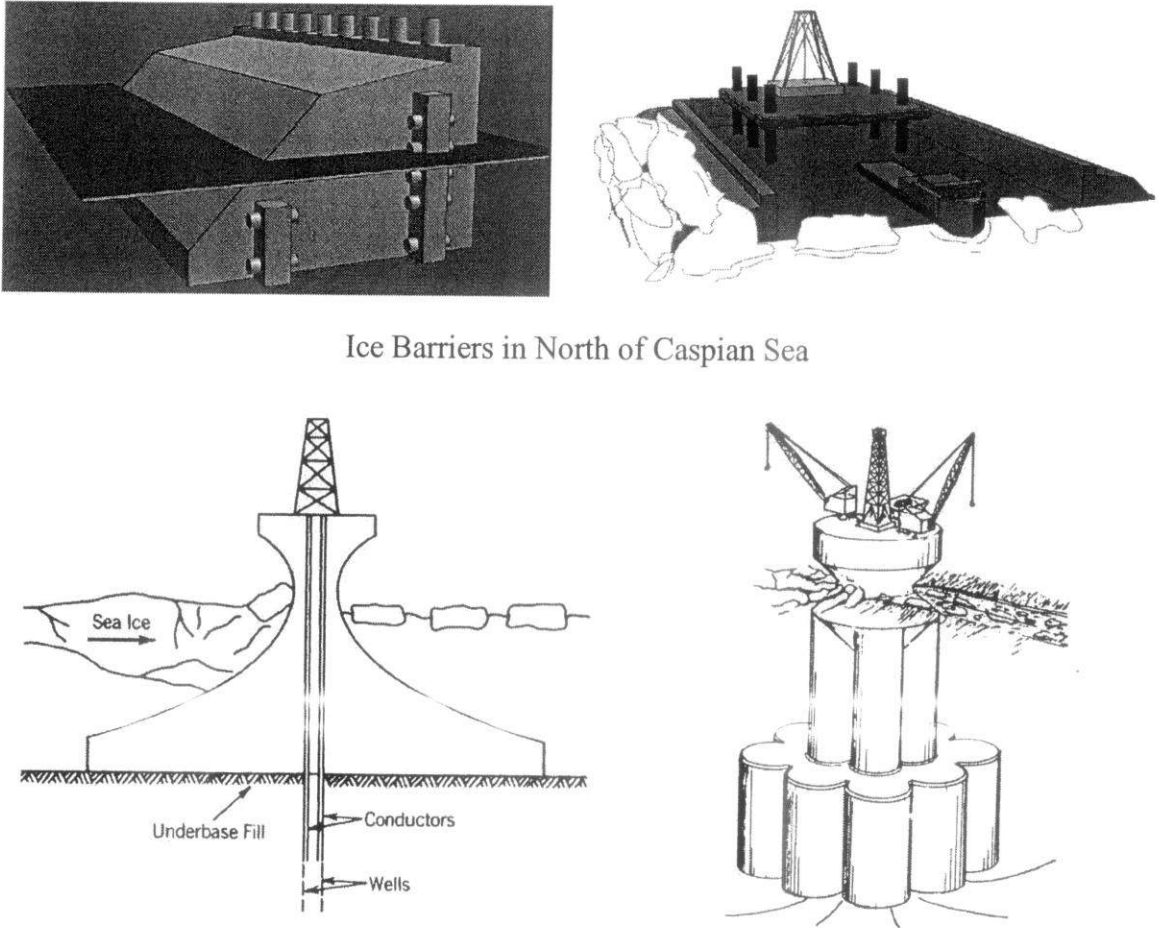 Ice Barriers in North of Caspian Sea
Sea Ice
Underbase Fill
Conductors
Wells